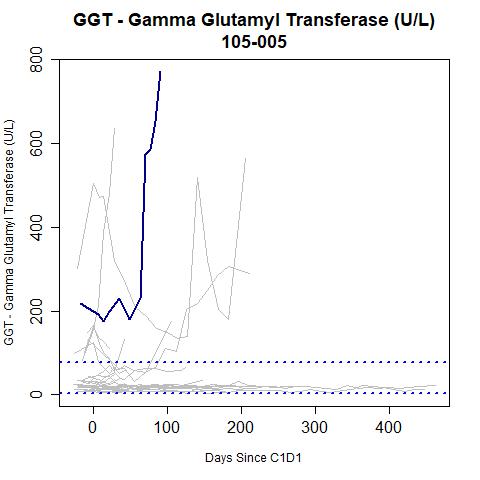 GGT - Gamma Glutamyl Transferase (U/L)
105-005
GGT - Gamma Glutamyl Transferase (U/L)
800
600
400
200
0
0 100 200 300 400
Days Since C1D1